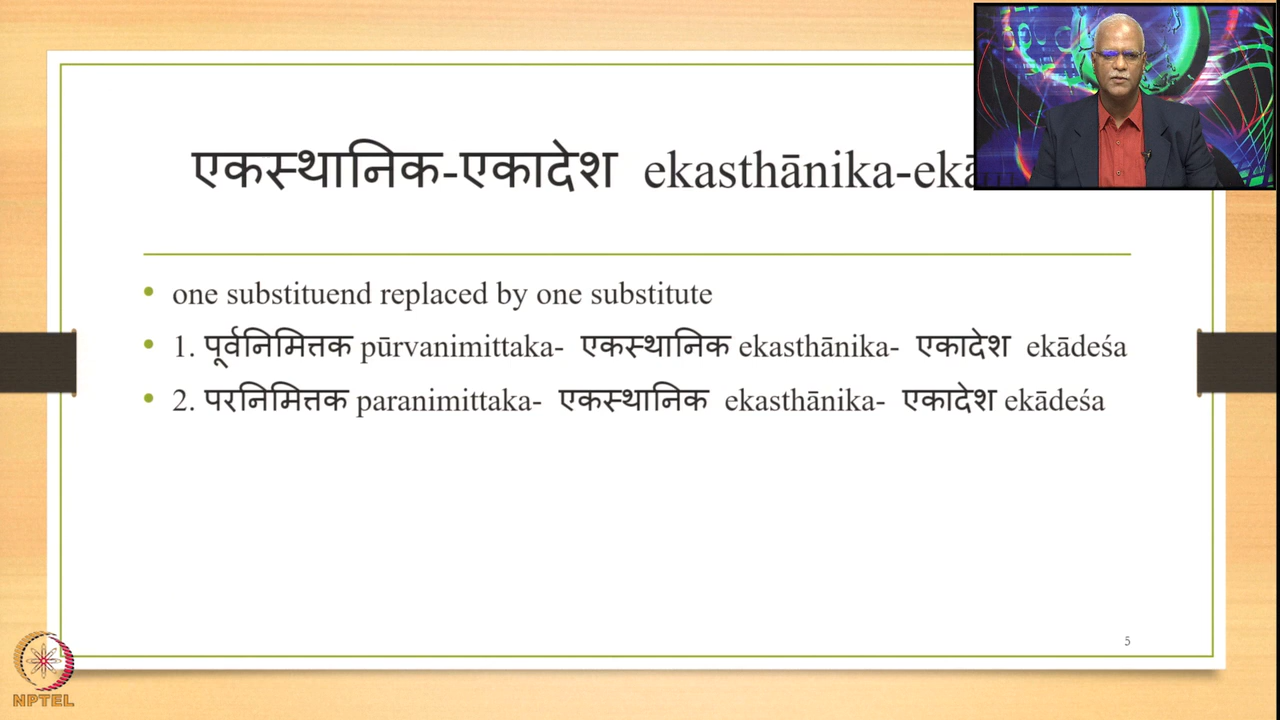 एकस्थानिक-एकादेश ekasthānika-ekā
one substituend replaced by one substitute
1. पूर्वनिमित्तक pūrvanimittaka- एकस्थानिक ekasthānika- एकादेश ekādeśa
2. परनिमित्तक paranimittaka- एकस्थानिक ekasthānika- एकादेश ekādeśa
5
NPTEL